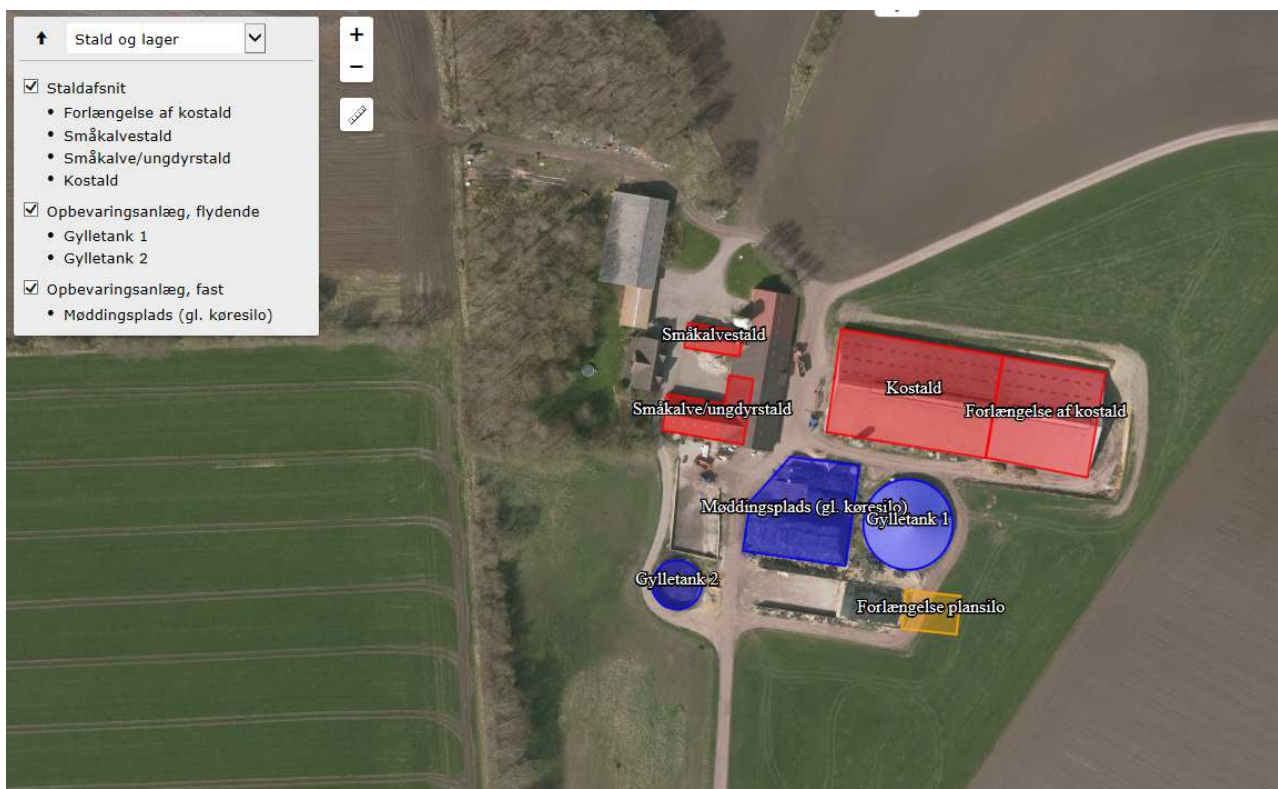 Stald og lager
Staldafsnit
Forlængelse af kostald
Småkalvestald
Småkalve/ungdyrstald
Kostald
Opbevaringsanlæg, flydende
Gylletank 1
Gylletank 2
Opbevaringsanlæg, fast
Møddingsplads (gl. køresilo)
+
−
Småkalvestald
Kostald
Småkalve/ungdyrstald
Forlængelse af kostald
Møddingsplads (gl. køresilo)
Gylletank 1
Gylletank 2
Forlængelse plansilo